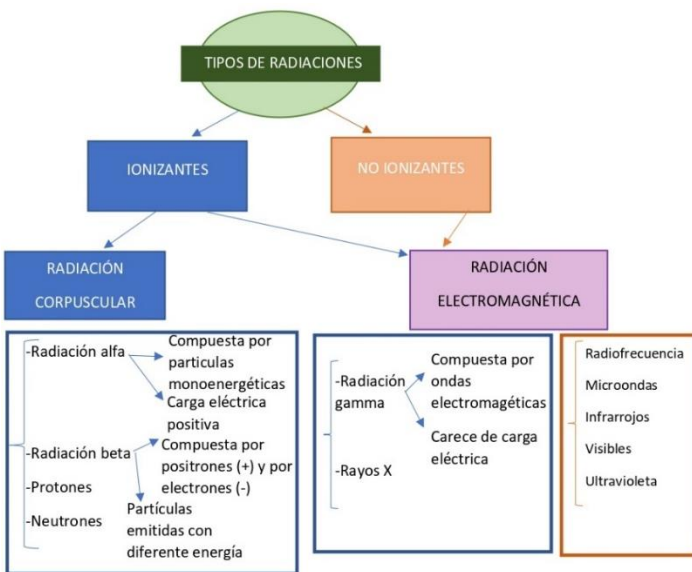 TIPOS DE RADIACIONES
IONIZANTES
NO IONIZANTES
RADIACIÓN
CORPUSCULAR
RADIACIÓN
ELECTROMAGNÉTICA
-Radiación alfa
Compuesta por
particulas
monoenergéticas
Carga eléctrica
positiva
-Radiación beta
Compuesta por
positrones (+) y por
electrones (-)
Partículas
emitidas con
diferente energía
-Protones
-Neutrones
-Radiación
gamma
Compuesta por
ondas
electromagéticas
Carece de carga
eléctrica
-Rayos X
Radiofrecuencia
Microondas
Infrarrojos
Visibles
Ultravioleta